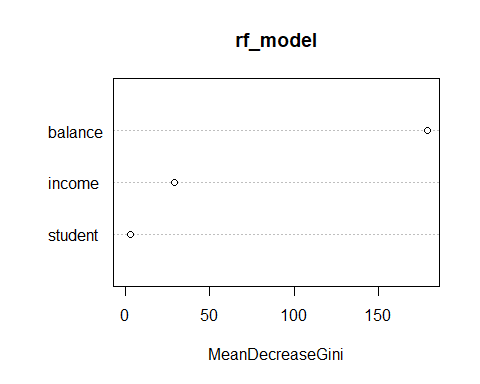 rf_model
balance
income
student
0 50 100 150
MeanDecreaseGini